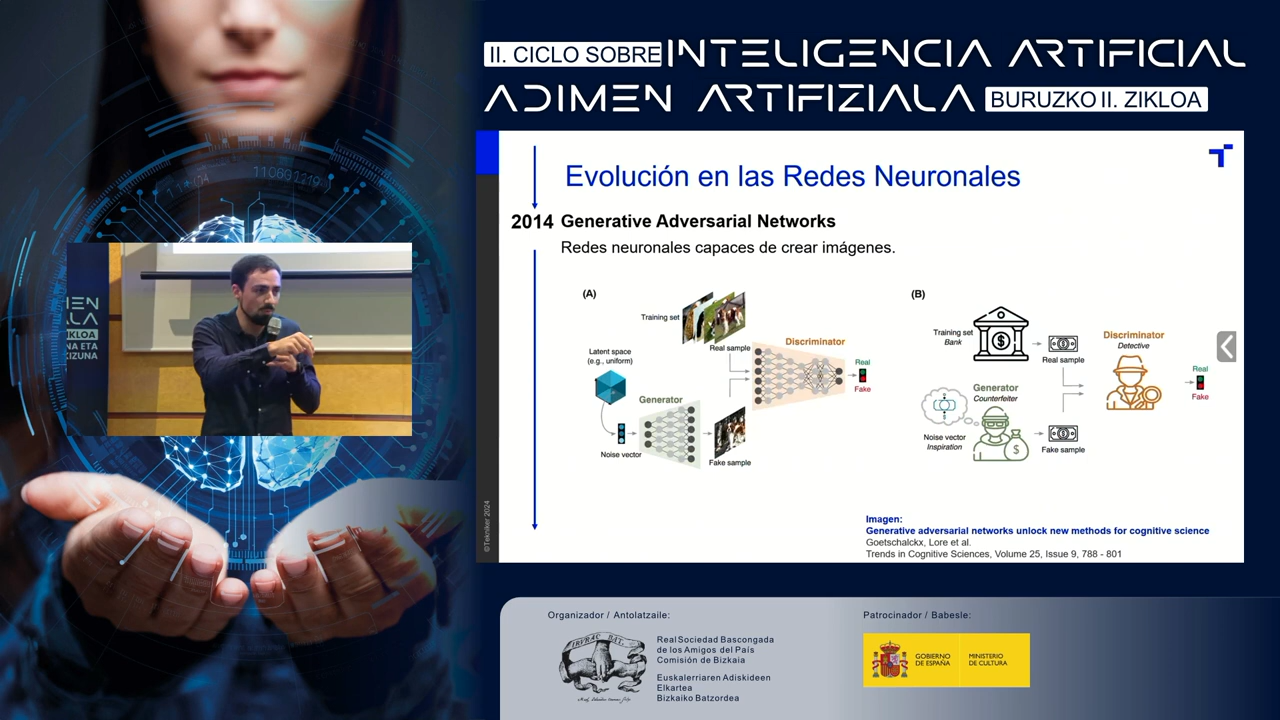 II. CICLO SOBRE INTELIGENCIA ARTIFICIAL
ADIMEN ARTIFIZIALA BURUZKO II. ZIKLOA
Evolución en las Redes Neuronales
2014 Generative Adversarial Networks
Redes neuronales capaces de crear imágenes.
(A)
Training set
Real sample
Latent space
(e.g., uniform)
Discriminator
Real
Fake
Generator
Noise vector
Fake sample
(B)
Training set
Bank
Real sample
Discriminator
Detective
Real
Fake
Generator
Counterfeiter
Noise vector
Inspiration
Fake sample
Imagen:
Generative adversarial networks unlock new methods for cognitive science
Goetschalckx, Lore et al.
Trends in Cognitive Sciences, Volume 25, Issue 9, 788 - 801
©Tekniker 2024
Organizador / Antolatzaile:
Real Sociedad Bascongada
de los Amigos del País
Comisión de Bizkaia
Euskalerriaren Adiskideen
Elkartea
Bizkaiko Batzordea
Patrocinador / Babesle:
GOBIERNO
DE ESPAÑA
MINISTERIO
DE CULTURA